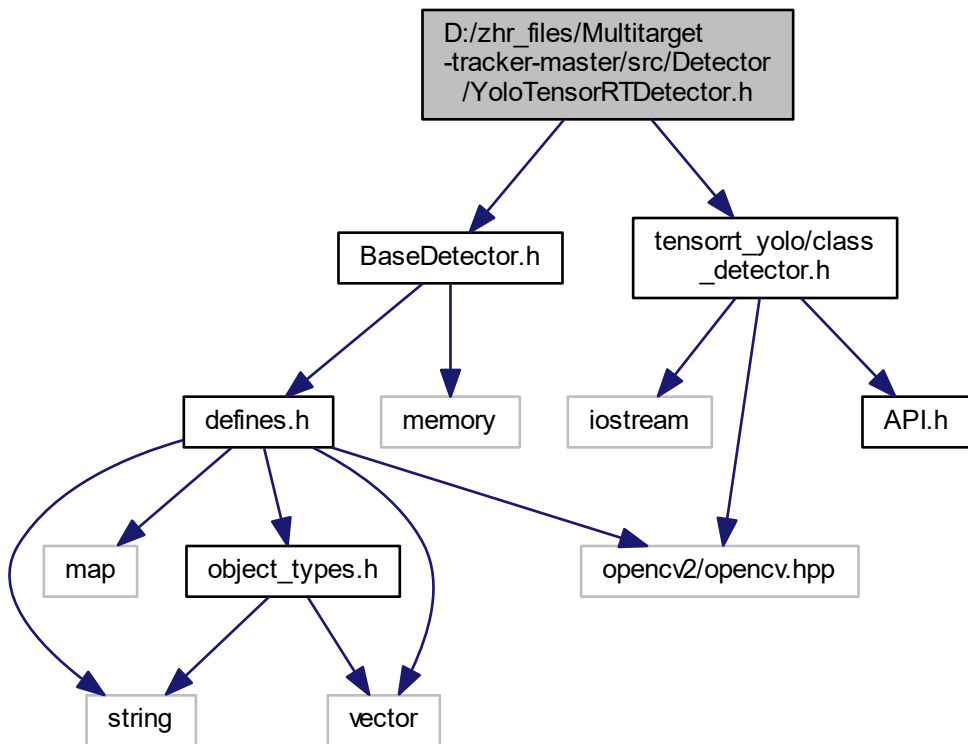 D:/zhr_files/Multitarget
-tracker-master/src/Detector
/YoloTensorRTDetector.h
BaseDetector.h
tensorrt_yolo/class
_detector.h
defines.h
memory
iostream
API.h
map
object_types.h
opencv2/opencv.hpp
string
vector